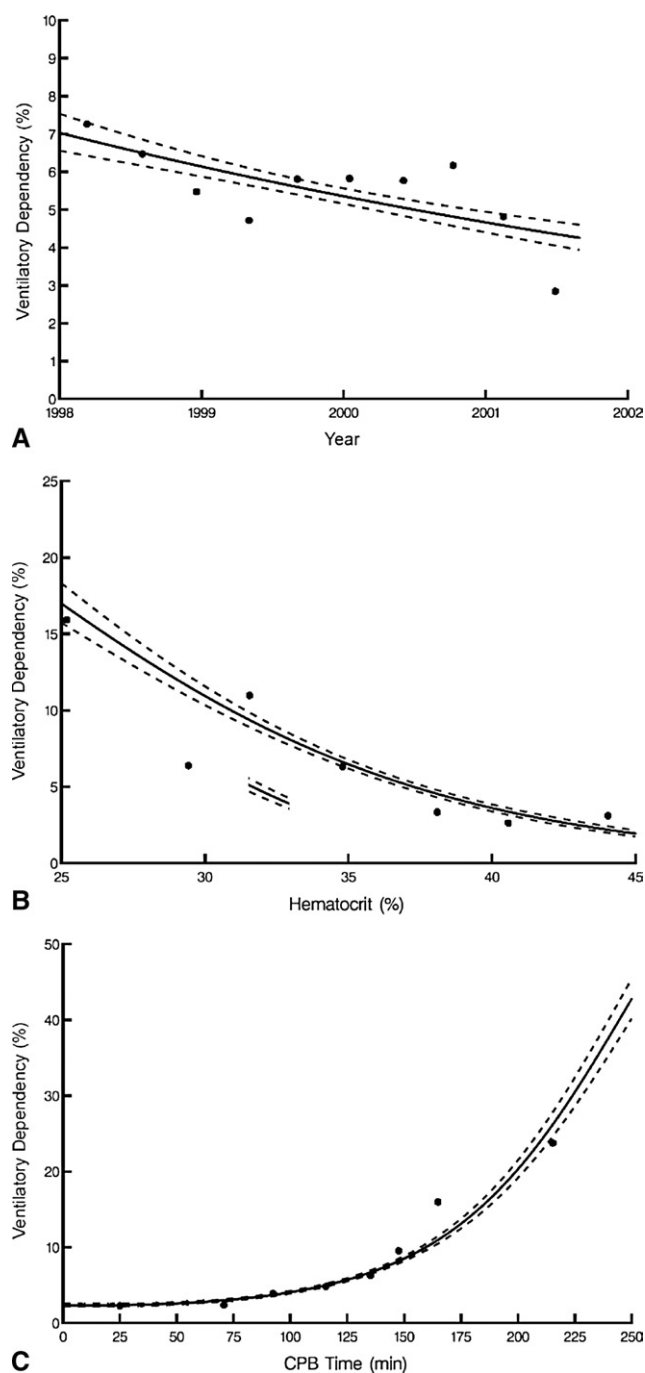 10
9
8
7
6
5
4
3
2
1
0
Ventilatory Dependency (%)
1998 1999 2000 2001 2002
Year
A
25
20
15
10
5
0
Ventilatory Dependency (%)
25 30 35 40 45
Hematocrit (%)
B
50
40
30
20
10
0
Ventilatory Dependency (%)
0 25 50 75 100 125 150 175 200 225 250
CPB Time (min)
C